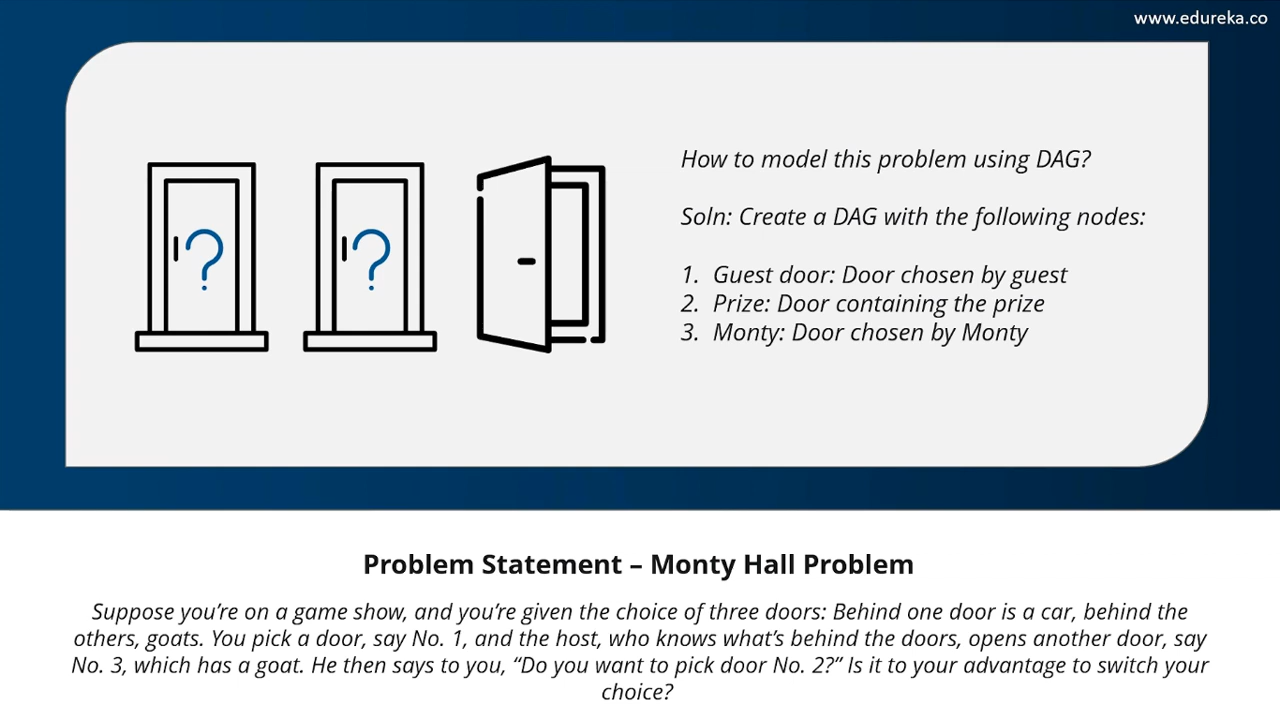 www.edureka.co
?
?
How to model this problem using DAG?
Soln: Create a DAG with the following nodes:
1. Guest door: Door chosen by guest
2. Prize: Door containing the prize
3. Monty: Door chosen by Monty
Problem Statement – Monty Hall Problem
Suppose you’re on a game show, and you’re given the choice of three doors: Behind one door is a car, behind the
others, goats. You pick a door, say No. 1, and the host, who knows what’s behind the doors, opens another door, say
No. 3, which has a goat. He then says to you, “Do you want to pick door No. 2?” Is it to your advantage to switch your
choice?